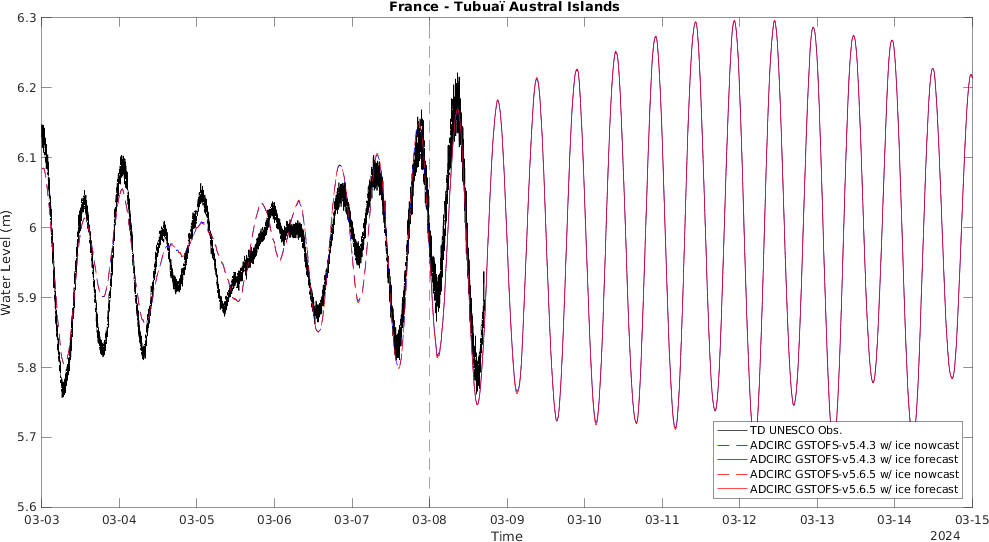 France - Tubuaï Austral Islands
Water Level (m)
6.3
6.2
6.1
6
5.9
5.8
5.7
5.6
TD UNESCO Obs.
ADCIRC GSTOFS-v5.4.3 w/ ice nowcast
ADCIRC GSTOFS-v5.4.3 w/ ice forecast
ADCIRC GSTOFS-v5.6.5 w/ ice nowcast
ADCIRC GSTOFS-v5.6.5 w/ ice forecast
03-03 03-04 03-05 03-06 03-07 03-08 03-09 03-10 03-11 03-12 03-13 03-14 03-15
Time
2024